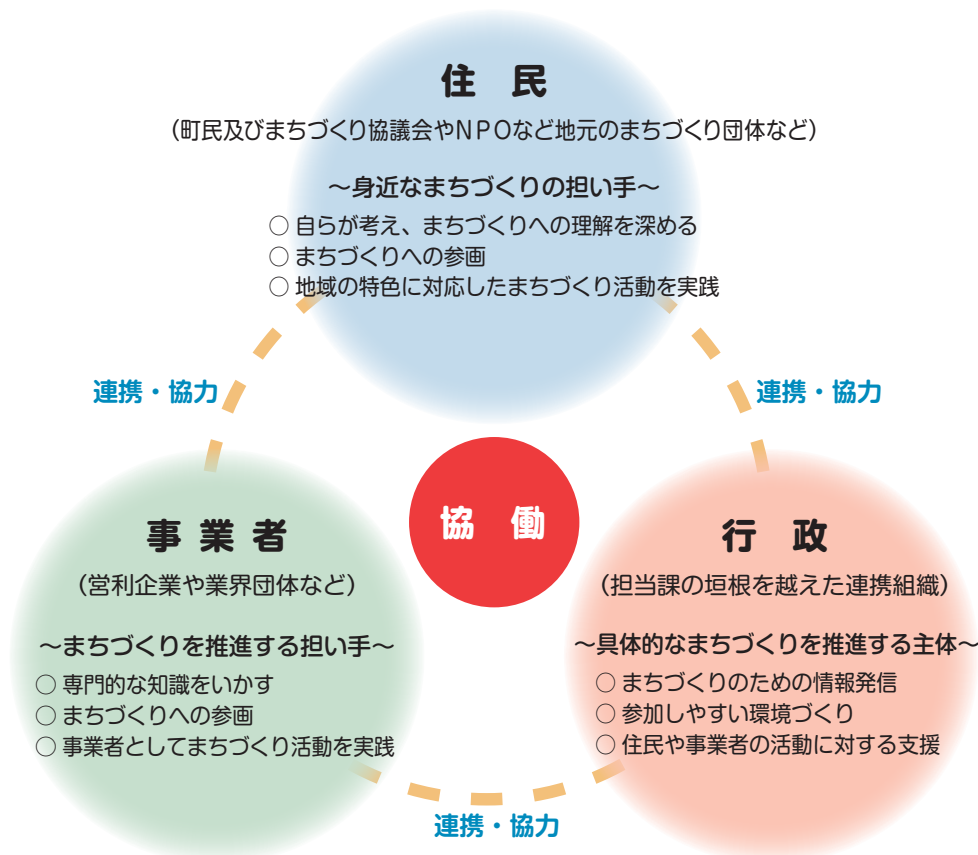 住 民
（町民及びまちづくり協議会やNPOなど地元のまちづくり団体など）
～身近なまちづくりの担い手～
○ 自らが考え、まちづくりへの理解を深める
○ まちづくりへの参画
○ 地域の特色に対応したまちづくり活動を実践
連携・協力
連携・協力
協 働
事 業 者
（営利企業や業界団体など）
～まちづくりを推進する担い手～
○ 専門的な知識をいかす
○ まちづくりへの参画
○ 事業者としてまちづくり活動を実践
行 政
（担当課の垣根を越えた連携組織）
～具体的なまちづくりを推進する主体～
○ まちづくりのための情報発信
○ 参加しやすい環境づくり
○ 住民や事業者の活動に対する支援
連携・協力